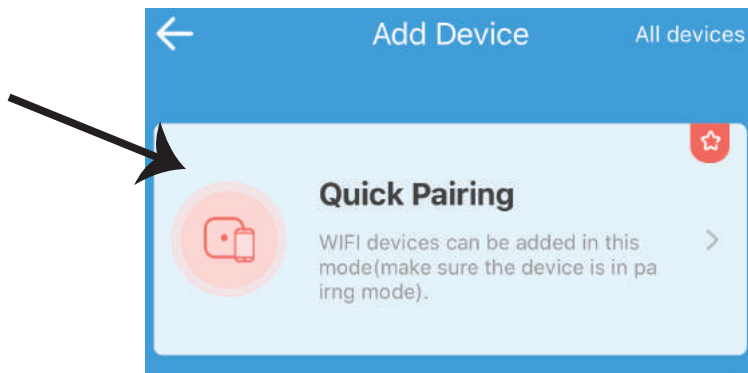 Add Device
All devices
Quick Pairing
WIFI devices can be added in this
mode(make sure the device is in pa
irng mode).